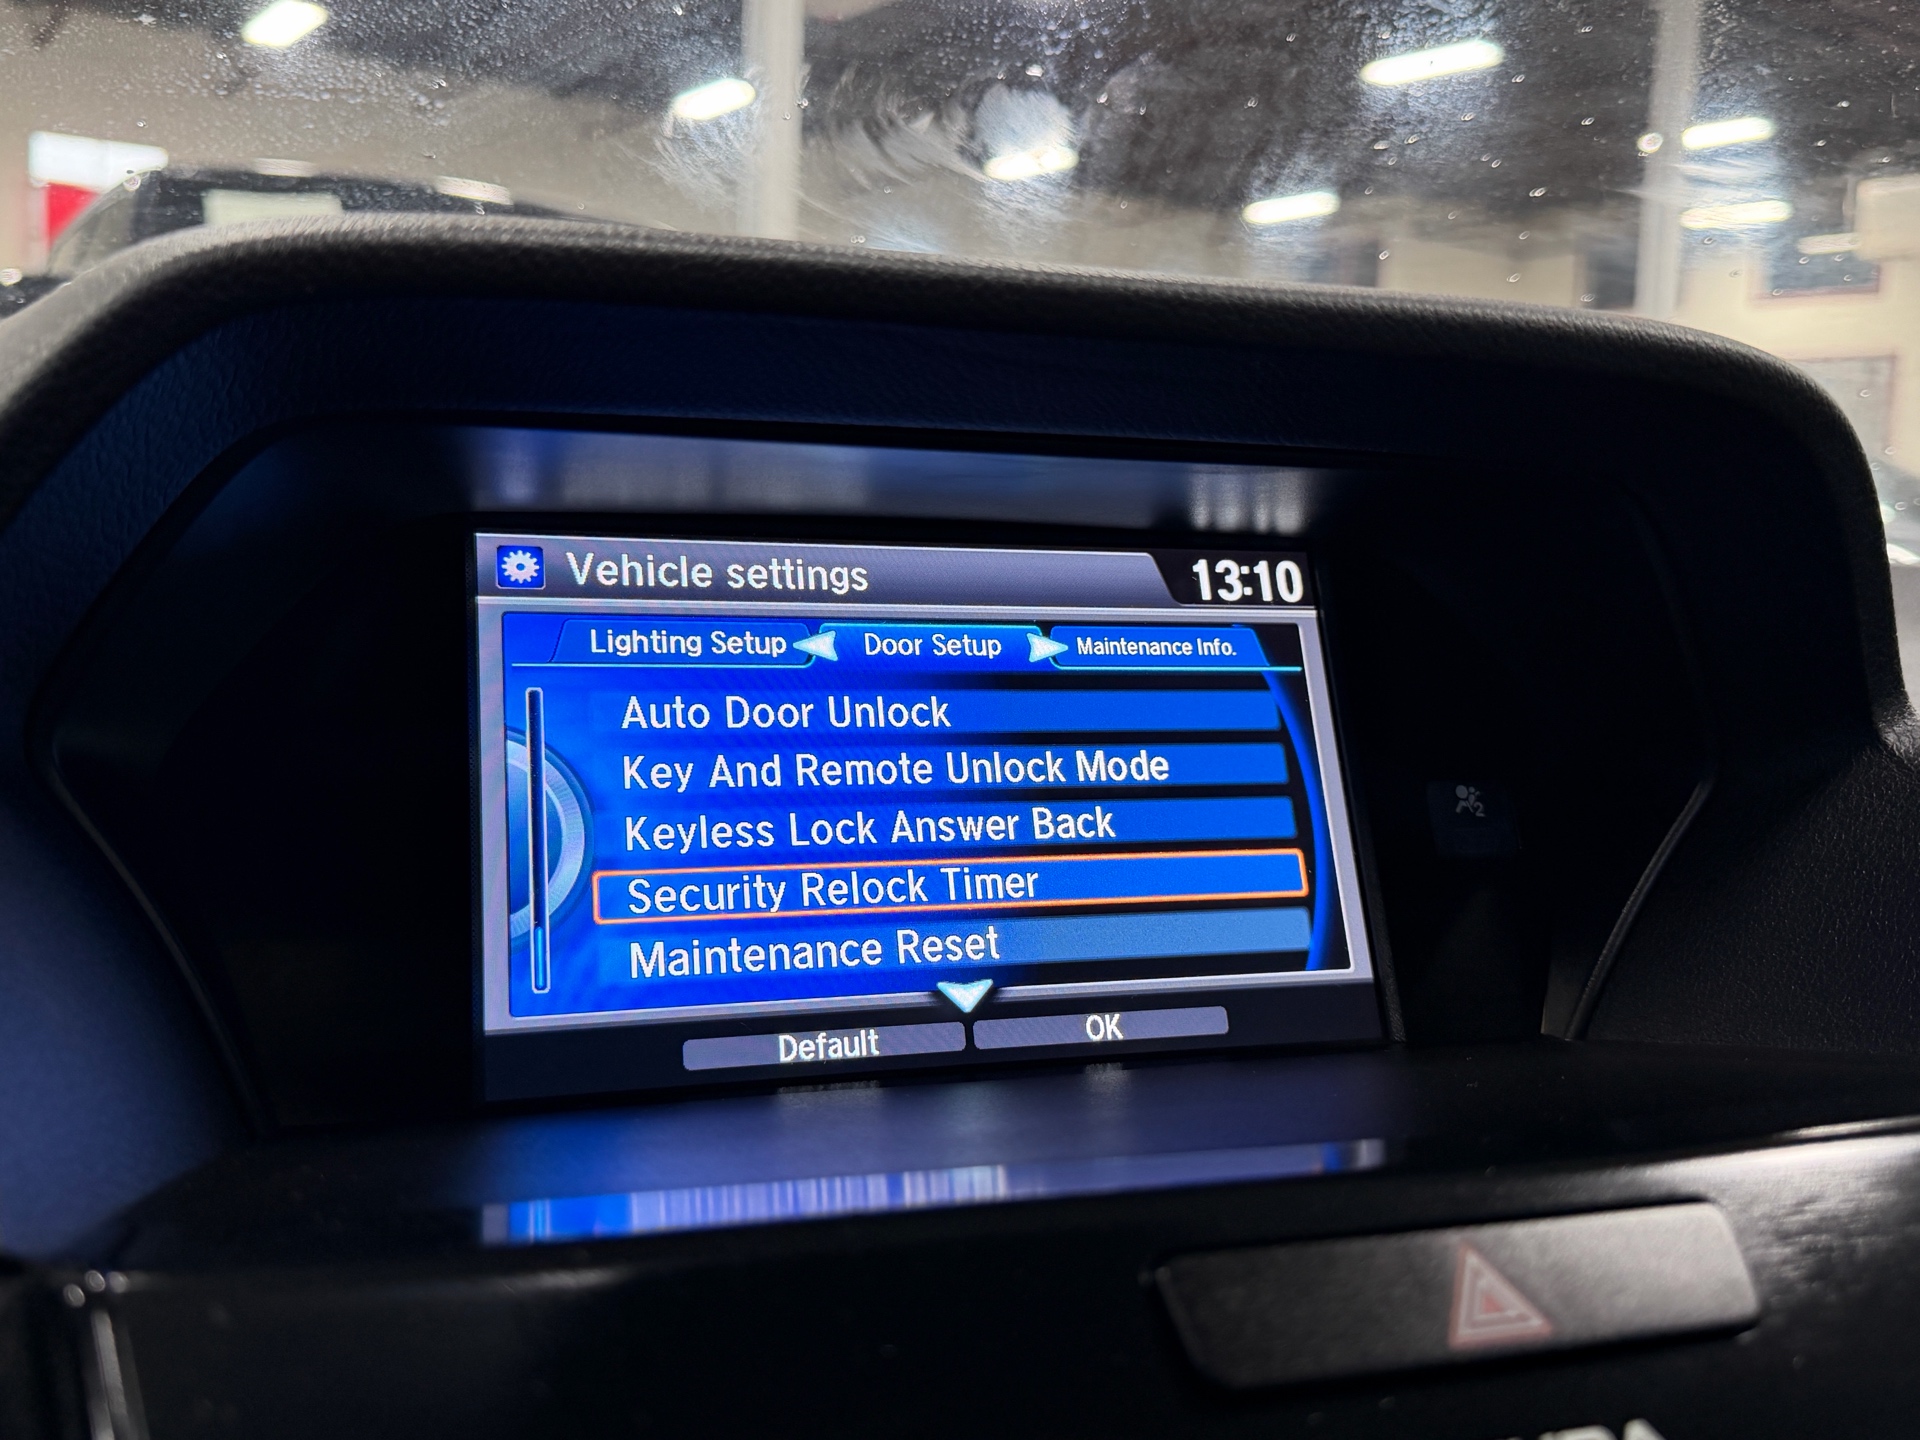 Vehicle settings 13:10
Lighting Setup Door Setup Maintenance Info.
Auto Door Unlock
Key And Remote Unlock Mode
Keyless Lock Answer Back
Security Relock Timer
Maintenance Reset
Default OK
2